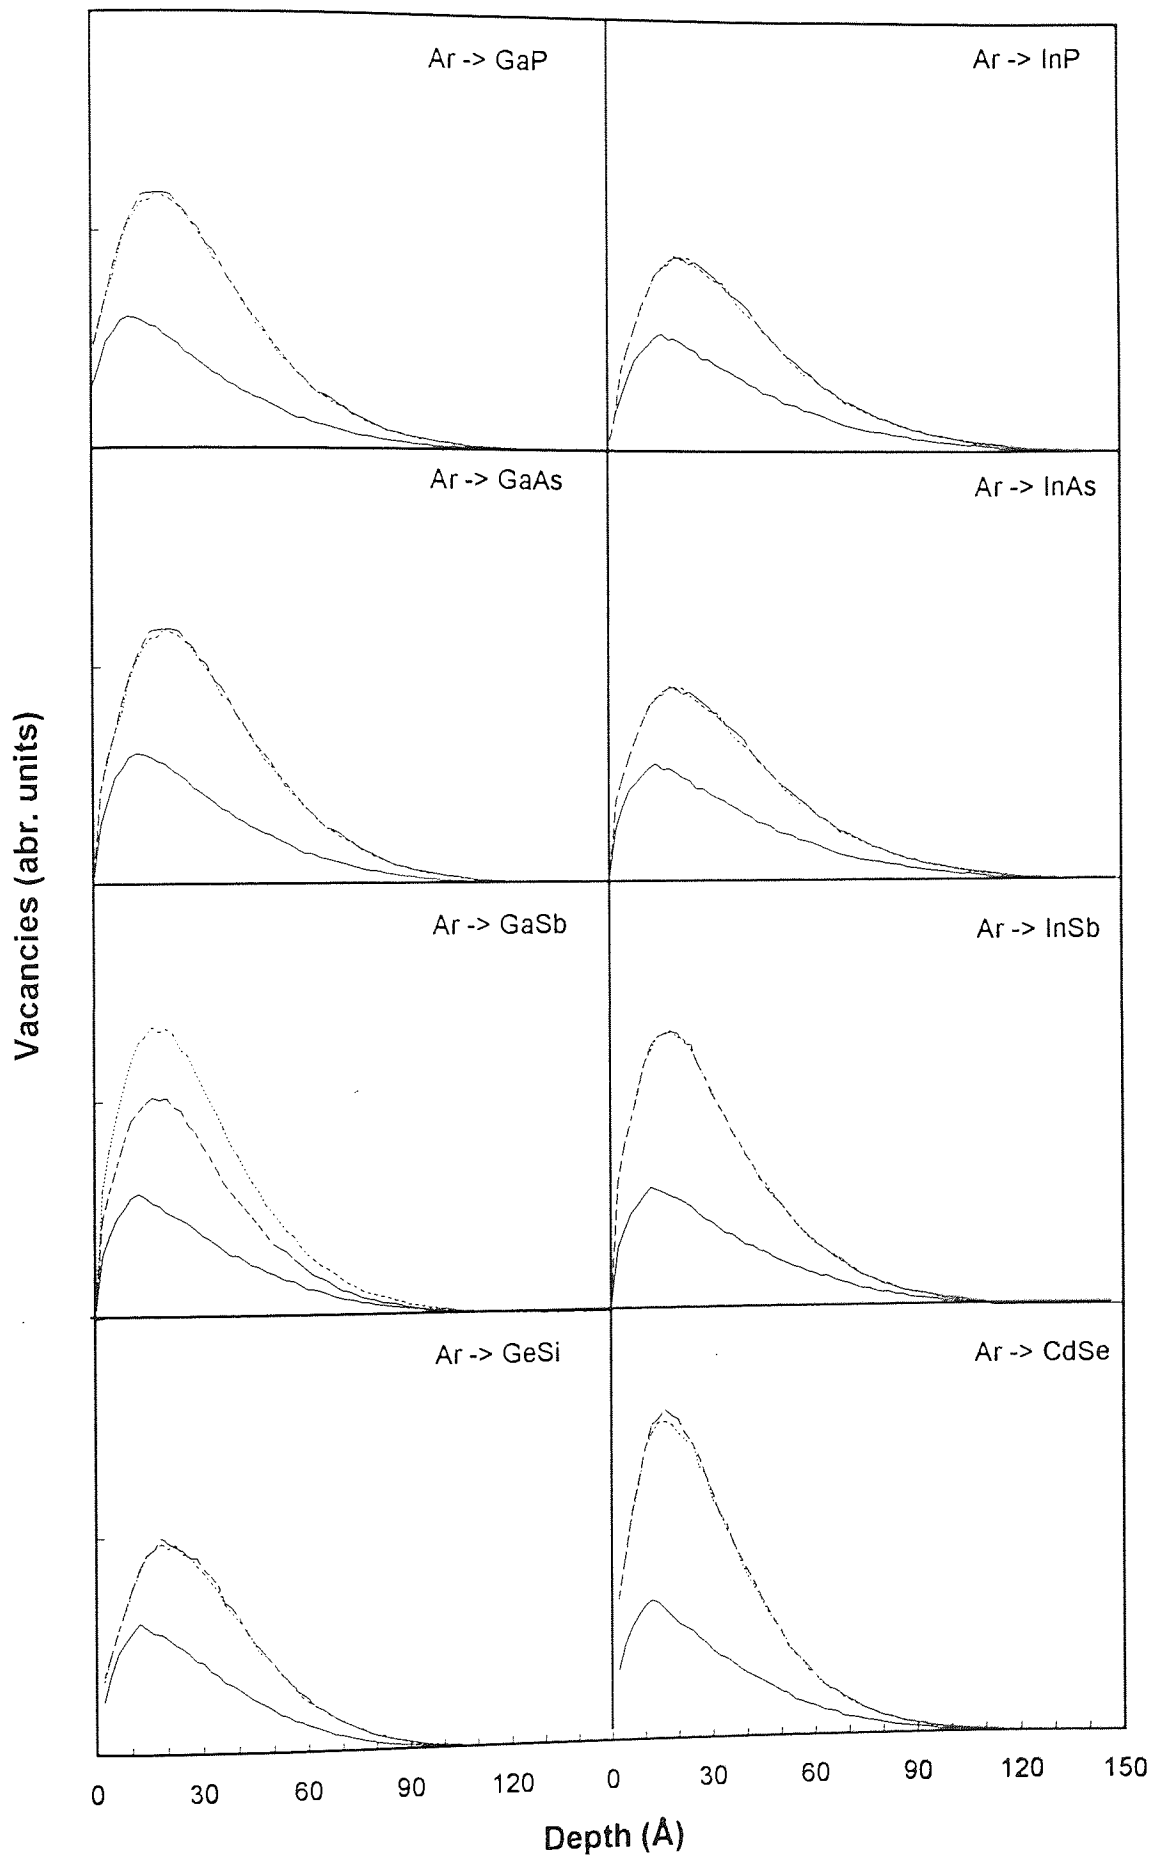 Ar -> GaP
Ar -> InP
Ar -> GaAs
Ar -> InAs
Ar -> GaSb
Ar -> InSb
Ar -> GeSi
Ar -> CdSe
Vacancies (abr. units)
0 30 60 90 120 0 30 60 90 120 150
Depth (Å)